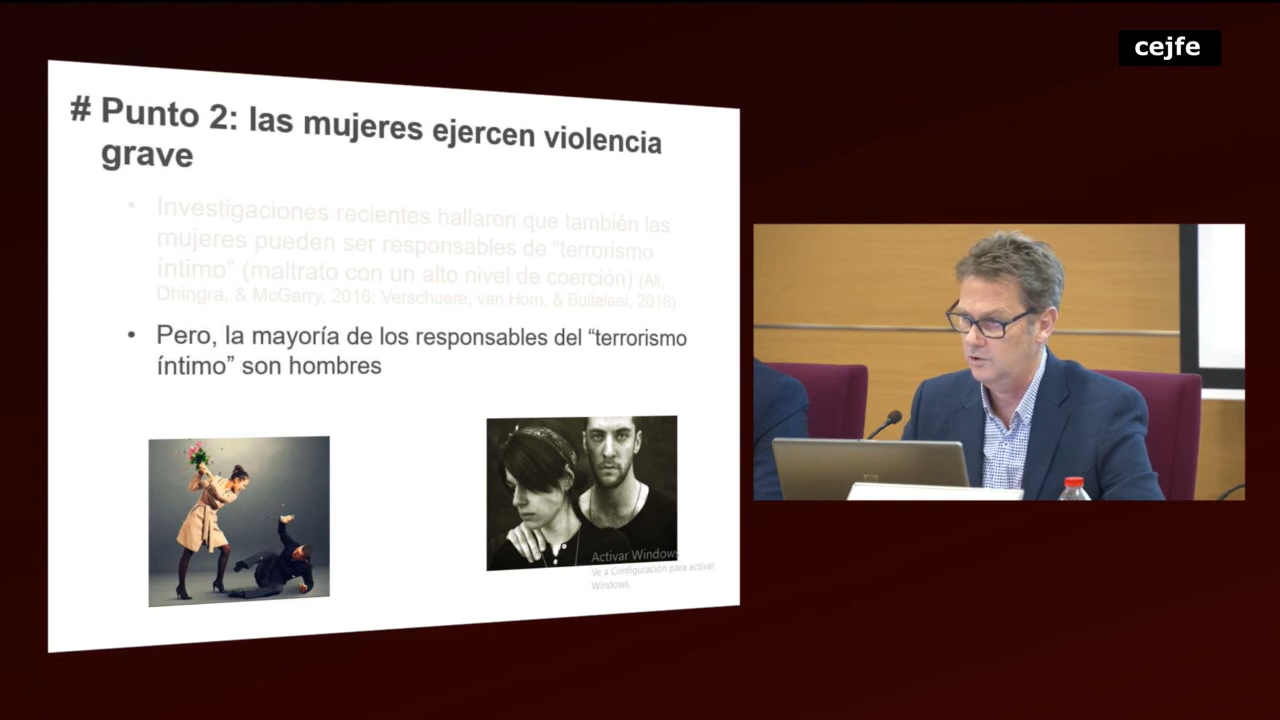 cejfe
# Punto 2: las mujeres ejercen violencia
grave
• Investigaciones recientes hallaron que también las
mujeres pueden ser responsables de “terrorismo
íntimo” (maltrato con un alto nivel de coerción) (Ali,
Dhingra, & McGarry, 2016; Verschuere, van Horn, & Buitelaar, 2018)
• Pero, la mayoría de los responsables del “terrorismo
íntimo” son hombres
Activar Windows
Ve a Configuración para activar
Windows.